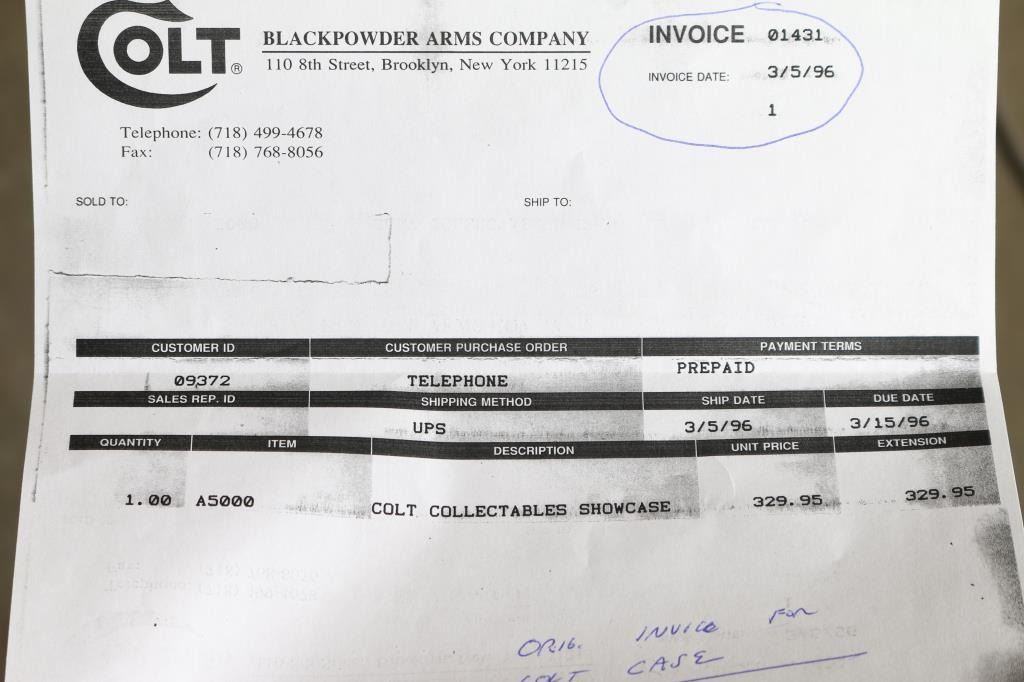 COLT®
BLACKPOWDER ARMS COMPANY
110 8th Street, Brooklyn, New York 11215
INVOICE 01431
INVOICE DATE: 3/5/96
1
Telephone: (718) 499-4678
Fax: (718) 768-8056
SOLD TO: SHIP TO:
CUSTOMER ID CUSTOMER PURCHASE ORDER PAYMENT TERMS
09372 TELEPHONE PREPAID
SALES REP. ID SHIPPING METHOD SHIP DATE DUE DATE
UPS 3/5/96 3/15/96
QUANTITY ITEM DESCRIPTION UNIT PRICE EXTENSION
1.00 A5000 COLT COLLECTABLES SHOWCASE 329.95 329.95
ORIG. INVICE FOR
COLT CASE